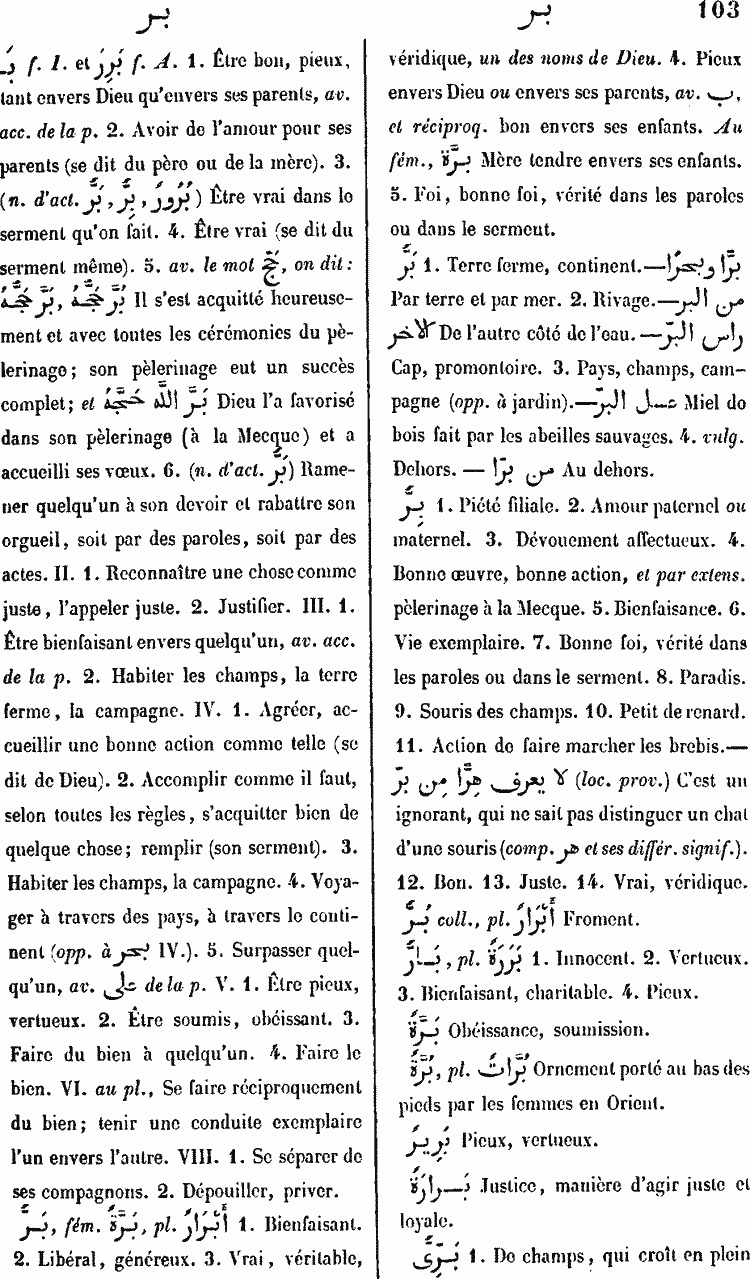 بر
بر 103
بَرَّ f. I. et بَرِرَ f. A. 1. Être bon, pieux,
tant envers Dieu qu'envers ses parents, av.
acc. de la p. 2. Avoir de l'amour pour ses
parents (se dit du père ou de la mère). 3.
(n. d'act. بَرٌّ, بِرٌّ, بُرُورٌ) Être vrai dans le
serment qu'on fait. 4. Être vrai (se dit du
serment même). 5. av. le mot حَجّ, on dit:
بَرَّ حَجُّهُ, بُرَّ حَجُّهُ Il s'est acquitté heureuse-
ment et avec toutes les cérémonies du pè-
lerinage; son pèlerinage eut un succès
complet; et بَرَّ اللّٰهُ حَجَّهُ Dieu l'a favorisé
dans son pèlerinage (à la Mecque) et a
accueilli ses vœux. 6. (n. d'act. بَرٌّ) Rame-
ner quelqu'un à son devoir et rabattre son
orgueil, soit par des paroles, soit par des
actes. II. 1. Reconnaître une chose comme
juste, l'appeler juste. 2. Justifier. III. 1.
Être bienfaisant envers quelqu'un, av. acc.
de la p. 2. Habiter les champs, la terre
ferme, la campagne. IV. 1. Agréer, ac-
cueillir une bonne action comme telle (se
dit de Dieu). 2. Accomplir comme il faut,
selon toutes les règles, s'acquitter bien de
quelque chose; remplir (son serment). 3.
Habiter les champs, la campagne. 4. Voya-
ger à travers des pays, à travers le conti-
nent (opp. à بحر IV.). 5. Surpasser quel-
qu'un, av. على de la p. V. 1. Être pieux,
vertueux. 2. Être soumis, obéissant. 3.
Faire du bien à quelqu'un. 4. Faire le
bien. VI. au pl., Se faire réciproquement
du bien; tenir une conduite exemplaire
l'un envers l'autre. VIII. 1. Se séparer de
ses compagnons. 2. Dépouiller, priver.
بَرٌّ, fém. بَرَّةٌ, pl. أَبْرَارٌ 1. Bienfaisant.
2. Libéral, généreux. 3. Vrai, véritable,
véridique, un des noms de Dieu. 4. Pieux
envers Dieu ou envers ses parents, av. ب,
et réciproq. bon envers ses enfants. Au
fém., بَرَّةٌ Mère tendre envers ses enfants.
5. Foi, bonne foi, vérité dans les paroles
ou dans le serment.
بَرٌّ 1. Terre ferme, continent.—بَرًّا وبحرًا
Par terre et par mer. 2. Rivage.—من البر
الاخر De l'autre côté de l'eau.—راس البرّ
Cap, promontoire. 3. Pays, champs, cam-
pagne (opp. à jardin).—عسل البرّ Miel de
bois fait par les abeilles sauvages. 4. vulg.
Dehors. — من برّا Au dehors.
بِرٌّ 1. Piété filiale. 2. Amour paternel ou
maternel. 3. Dévouement affectueux. 4.
Bonne œuvre, bonne action, et par extens.
pèlerinage à la Mecque. 5. Bienfaisance. 6.
Vie exemplaire. 7. Bonne foi, vérité dans
les paroles ou dans le serment. 8. Paradis.
9. Souris des champs. 10. Petit de renard.
11. Action de faire marcher les brebis.—
لا يعرف هِرًّا مِن بِرّ (loc. prov.) C'est un
ignorant, qui ne sait pas distinguer un chat
d'une souris (comp. هر et ses différ. signif.).
12. Bon. 13. Juste. 14. Vrai, véridique.
بُرٌّ coll., pl. أَبْرَارٌ Froment.
بَارٌّ, pl. بَرَرَةٌ 1. Innocent. 2. Vertueux.
3. Bienfaisant, charitable. 4. Pieux.
بَرَّةٌ Obéissance, soumission.
بُرَّةٌ, pl. بُرَّاتٌ Ornement porté au bas des
pieds par les femmes en Orient.
بَرِيرٌ Pieux, vertueux.
بَرارَةٌ Justice, manière d'agir juste et
loyale.
بَرِّىٌّ 1. De champs, qui croît en plein